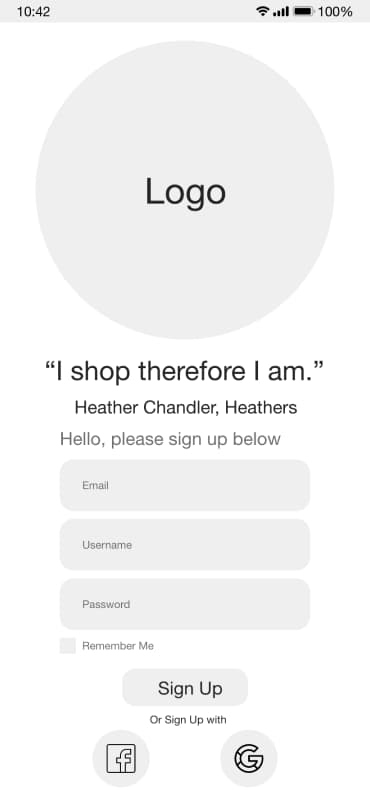 10:42 100%
Logo
“I shop therefore I am.”
Heather Chandler, Heathers
Hello, please sign up below
Email
Username
Password
Remember Me
Sign Up
Or Sign Up with